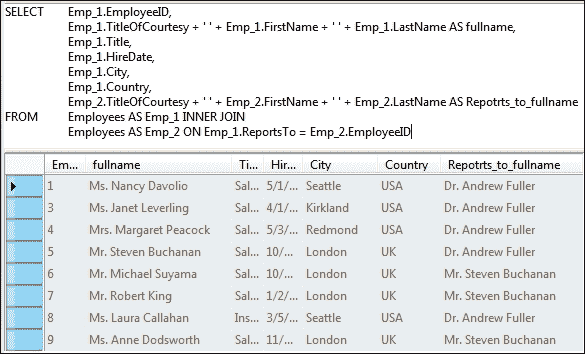 SELECT Emp_1.EmployeeID,
Emp_1.TitleOfCourtesy + ' ' + Emp_1.FirstName + ' ' + Emp_1.LastName AS fullname,
Emp_1.Title,
Emp_1.HireDate,
Emp_1.City,
Emp_1.Country,
Emp_2.TitleOfCourtesy + ' ' + Emp_2.FirstName + ' ' + Emp_2.LastName AS Repotrts_to_fullname
FROM Employees AS Emp_1 INNER JOIN
Employees AS Emp_2 ON Emp_1.ReportsTo = Emp_2.EmployeeID
Em... fullname Ti... Hir... City Country Repotrts_to_fullname
1 Ms. Nancy Davolio Sal... 5/1/... Seattle USA Dr. Andrew Fuller
3 Ms. Janet Leverling Sal... 4/1/... Kirkland USA Dr. Andrew Fuller
4 Mrs. Margaret Peacock Sal... 5/3/... Redmond USA Dr. Andrew Fuller
5 Mr. Steven Buchanan Sal... 10/... London UK Dr. Andrew Fuller
6 Mr. Michael Suyama Sal... 10/... London UK Mr. Steven Buchanan
7 Mr. Robert King Sal... 1/2/... London UK Mr. Steven Buchanan
8 Ms. Laura Callahan Ins... 3/5/... Seattle USA Dr. Andrew Fuller
9 Ms. Anne Dodsworth Sal... 11/... London UK Mr. Steven Buchanan